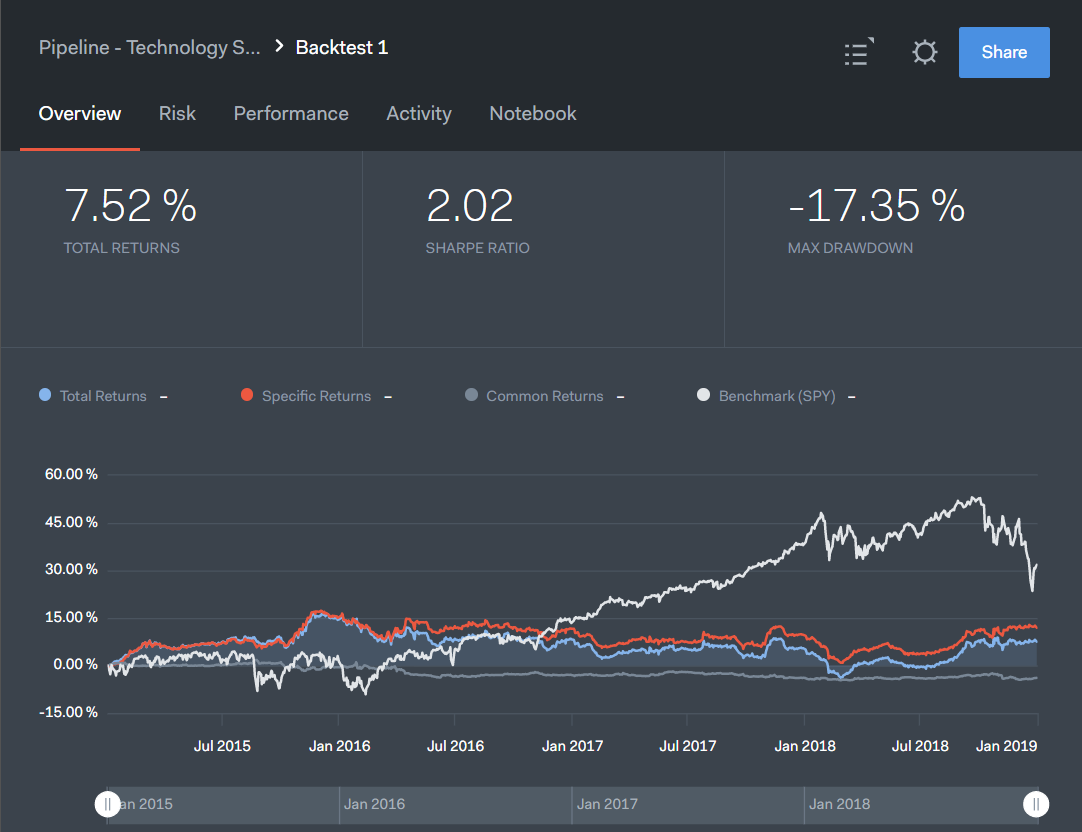 Pipeline - Technology S... > Backtest 1
Share
Overview Risk Performance Activity Notebook
7.52 % 2.02 -17.35 %
TOTAL RETURNS SHARPE RATIO MAX DRAWDOWN
Total Returns – Specific Returns – Common Returns – Benchmark (SPY) –
60.00 %
45.00 %
30.00 %
15.00 %
0.00 %
-15.00 %
Jul 2015 Jan 2016 Jul 2016 Jan 2017 Jul 2017 Jan 2018 Jul 2018 Jan 2019
an 2015 Jan 2016 Jan 2017 Jan 2018